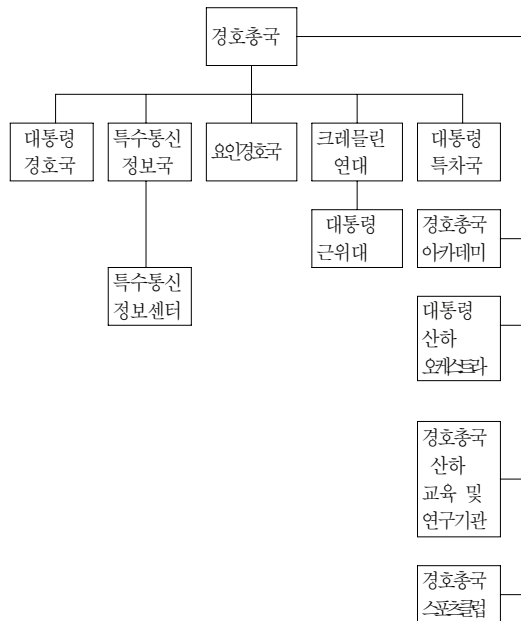 경호총국
대통령
경호국
특수통신
정보국
요인경호국
크레믈린
연대
대통령
특차국
대통령
근위대
경호총국
아카데미
특수통신
정보센터
대통령
산하
오케스트라
경호총국
산하
교육 및
연구기관
경호총국
스포츠클럽